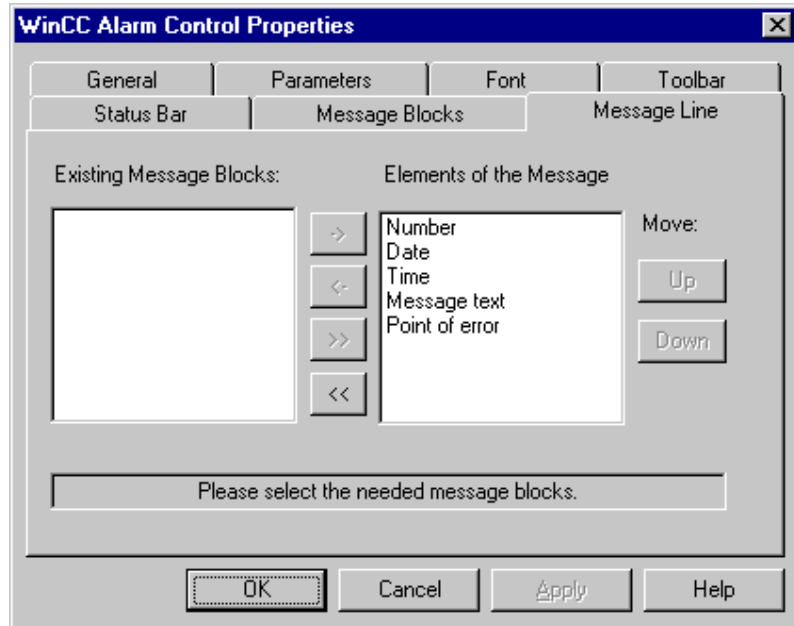 WinCC Alarm Control Properties
General Parameters Font Toolbar
Status Bar Message Blocks Message Line
Existing Message Blocks:
Elements of the Message
->
<-
>>
<<
Number
Date
Time
Message text
Point of error
Move:
Up
Down
Please select the needed message blocks.
OK Cancel Apply Help